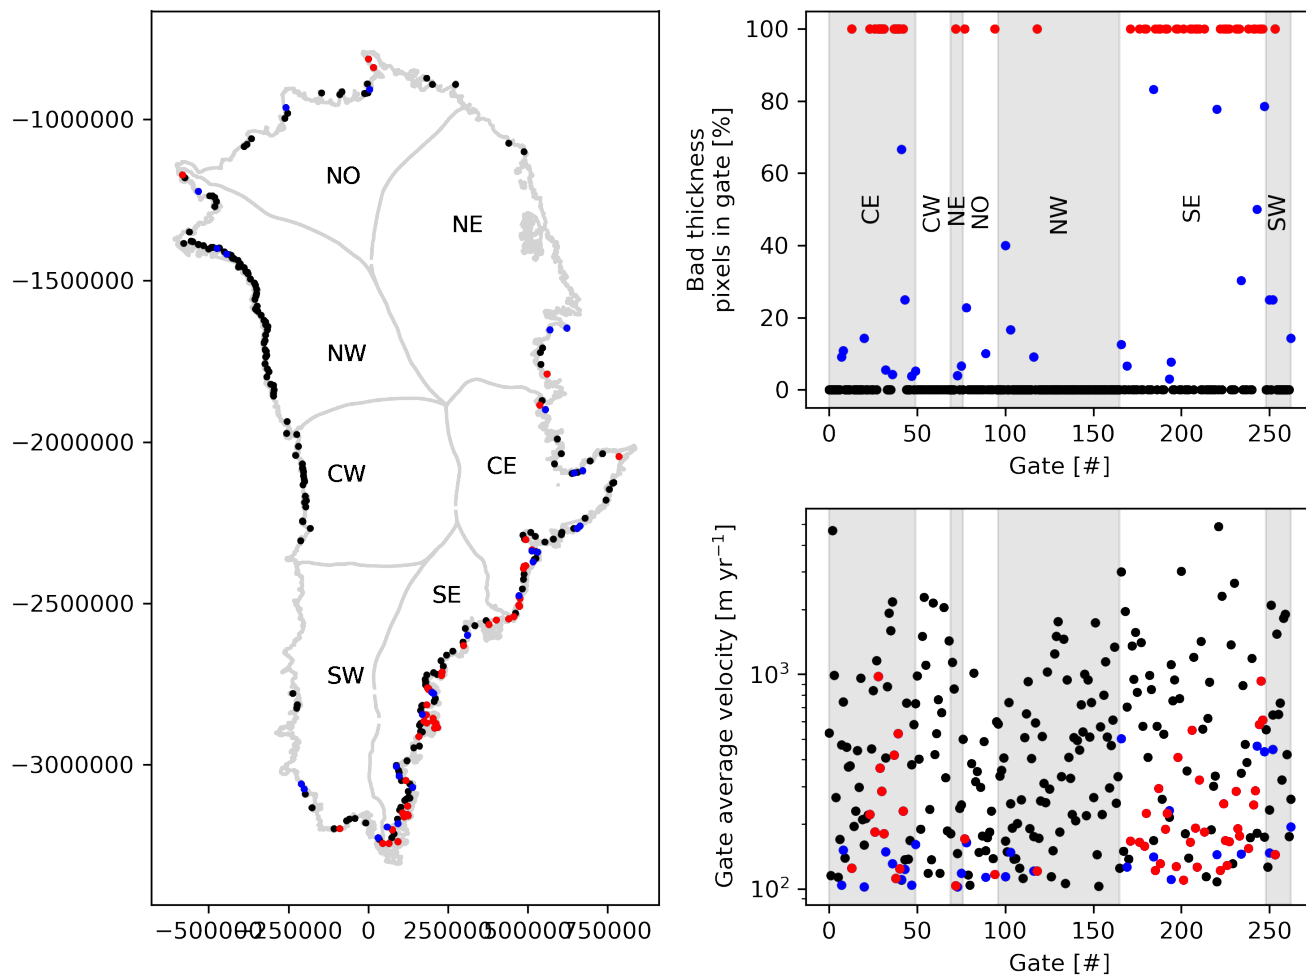 −1000000
−1500000
−2000000
−2500000
−3000000
−500000
−250000
0
250000
500000
750000
NO
NE
NW
CW
CE
SE
SW
Bad thickness
pixels in gate [%]
100
80
60
40
20
0
CE
CW
NE
NO
NW
SE
SW
0 50 100 150 200 250
Gate [#]
Gate average velocity [m yr⁻¹]
10³
10²
0 50 100 150 200 250
Gate [#]